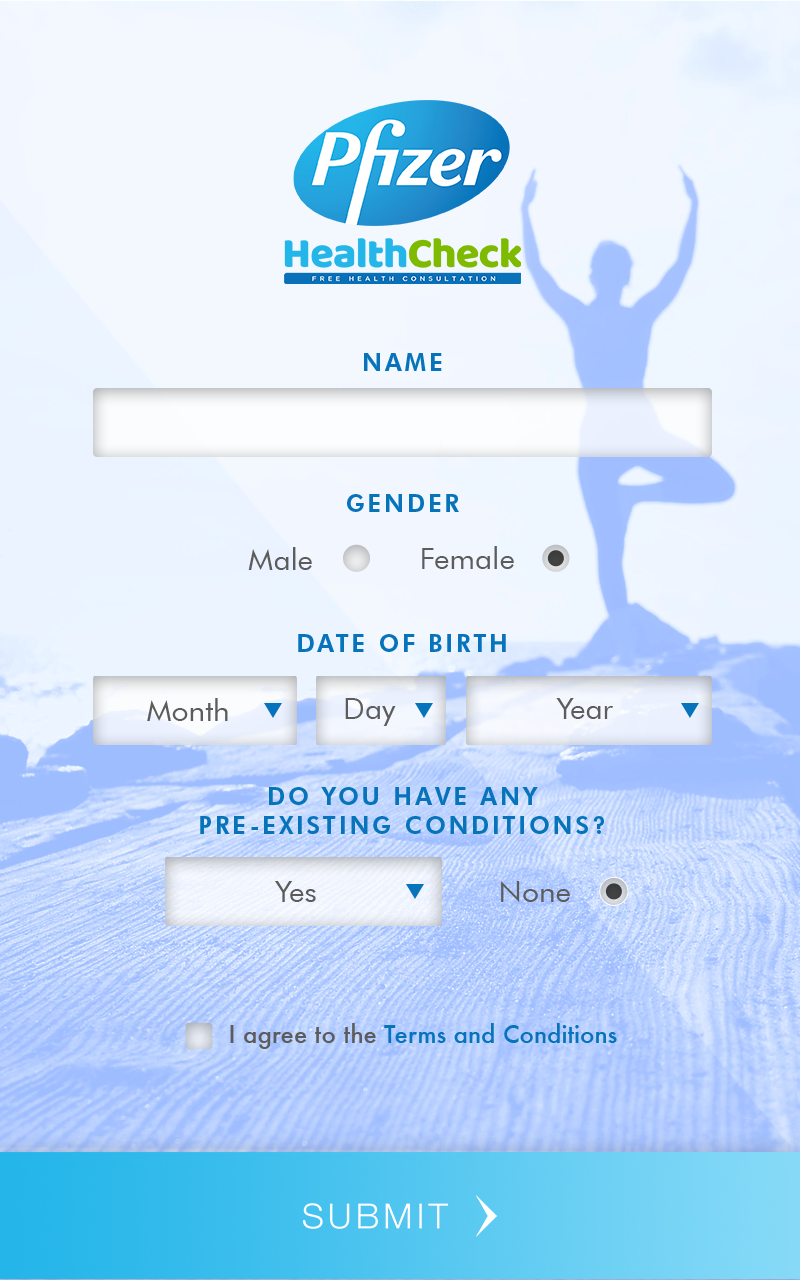 Pfizer
HealthCheck
FREE HEALTH CONSULTATION
NAME
GENDER
Male Female
DATE OF BIRTH
Month Day Year
DO YOU HAVE ANY
PRE-EXISTING CONDITIONS?
Yes None
I agree to the Terms and Conditions
SUBMIT